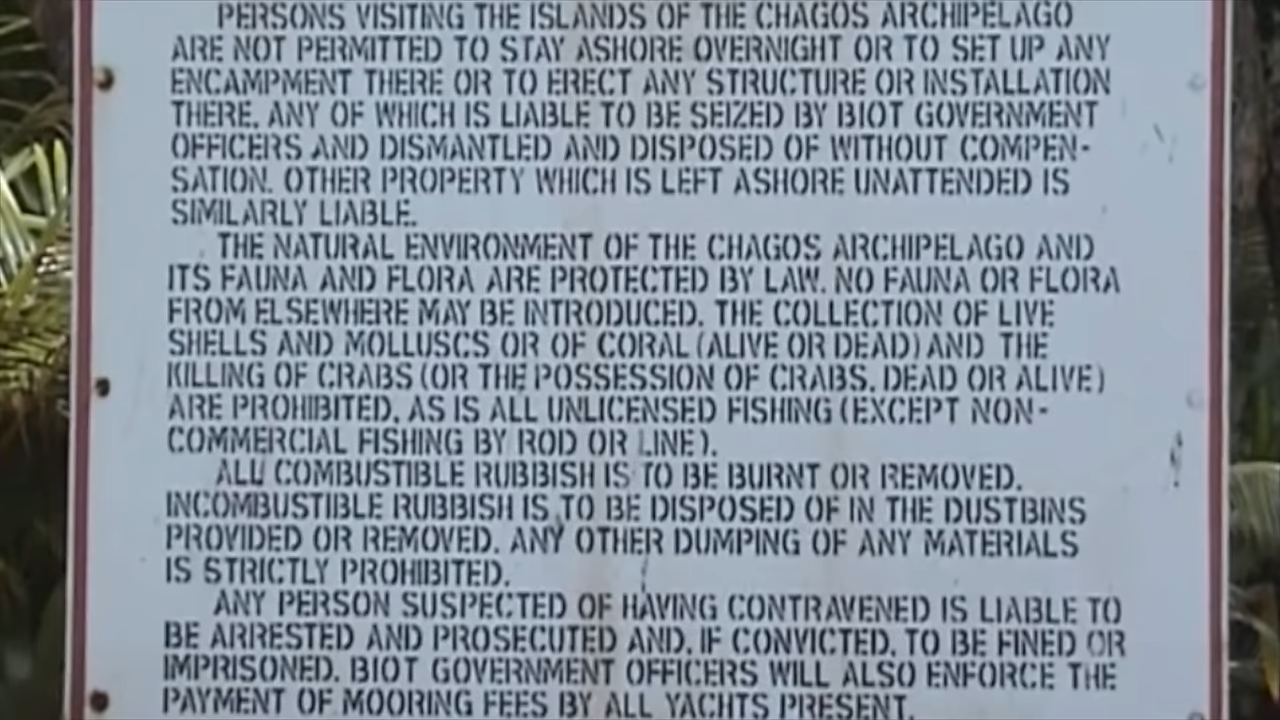 PERSONS VISITING THE ISLANDS OF THE CHAGOS ARCHIPELAGO
ARE NOT PERMITTED TO STAY ASHORE OVERNIGHT OR TO SET UP ANY
ENCAMPMENT THERE OR TO ERECT ANY STRUCTURE OR INSTALLATION
THERE, ANY OF WHICH IS LIABLE TO BE SEIZED BY BIOT GOVERNMENT
OFFICERS AND DISMANTLED AND DISPOSED OF WITHOUT COMPEN-
SATION. OTHER PROPERTY WHICH IS LEFT ASHORE UNATTENDED IS
SIMILARLY LIABLE.
THE NATURAL ENVIRONMENT OF THE CHAGOS ARCHIPELAGO AND
ITS FAUNA AND FLORA ARE PROTECTED BY LAW. NO FAUNA OR FLORA
FROM ELSEWHERE MAY BE INTRODUCED. THE COLLECTION OF LIVE
SHELLS AND MOLLUSCS OR OF CORAL (ALIVE OR DEAD) AND THE
KILLING OF CRABS (OR THE POSSESSION OF CRABS, DEAD OR ALIVE)
ARE PROHIBITED, AS IS ALL UNLICENSED FISHING (EXCEPT NON-
COMMERCIAL FISHING BY ROD OR LINE).
ALL COMBUSTIBLE RUBBISH IS TO BE BURNT OR REMOVED.
INCOMBUSTIBLE RUBBISH IS TO BE DISPOSED OF IN THE DUSTBINS
PROVIDED OR REMOVED. ANY OTHER DUMPING OF ANY MATERIALS
IS STRICTLY PROHIBITED.
ANY PERSON SUSPECTED OF HAVING CONTRAVENED IS LIABLE TO
BE ARRESTED AND PROSECUTED AND, IF CONVICTED, TO BE FINED OR
IMPRISONED. BIOT GOVERNMENT OFFICERS WILL ALSO ENFORCE THE
PAYMENT OF MOORING FEES BY ALL YACHTS PRESENT.